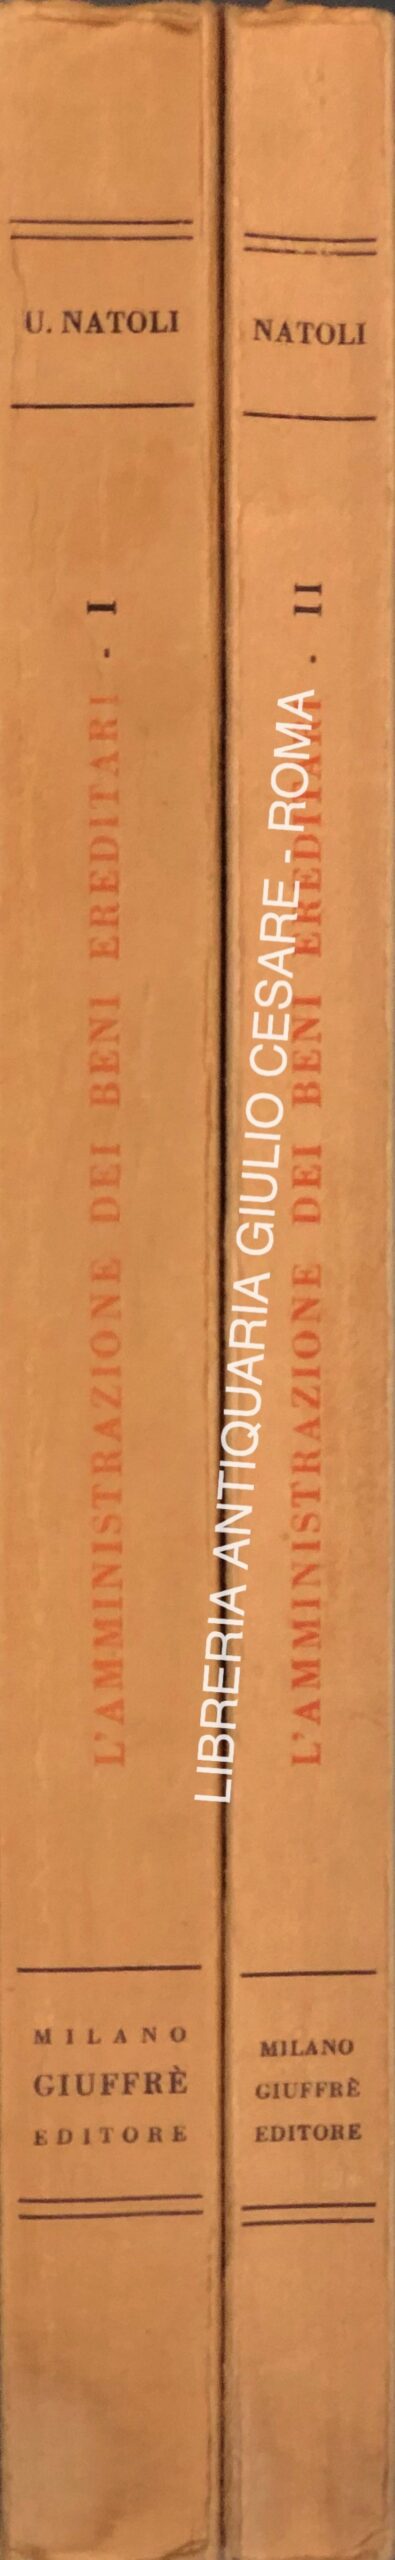 U. NATOLI
L'AMMINISTRAZIONE DEI BENI EREDITARI - I
MILANO
GIUFFRÈ
EDITORE
NATOLI
L'AMMINISTRAZIONE DEI BENI EREDITARI - II
MILANO
GIUFFRÈ
EDITORE
LIBRERIA ANTIQUARIA GIULIO CESARE - ROMA